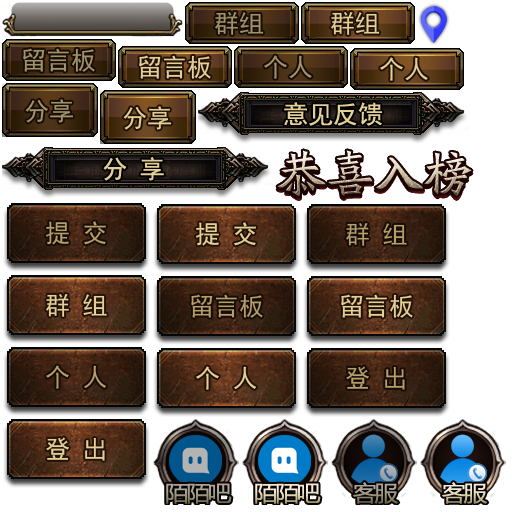 群组 群组
留言板 留言板 个人 个人
分享 分享 意见反馈
分享 恭喜入榜
提交 提交 群组
群组 留言板 留言板
个人 个人 登出
登出 陌陌吧 陌陌吧 客服 客服